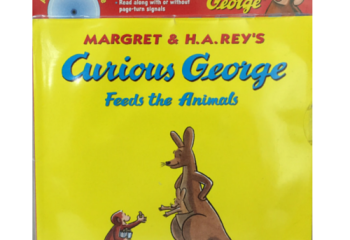 • Read along with or without
page-turn signals
George
MARGRET & H.A.REY'S
Curious George
Feeds the Animals